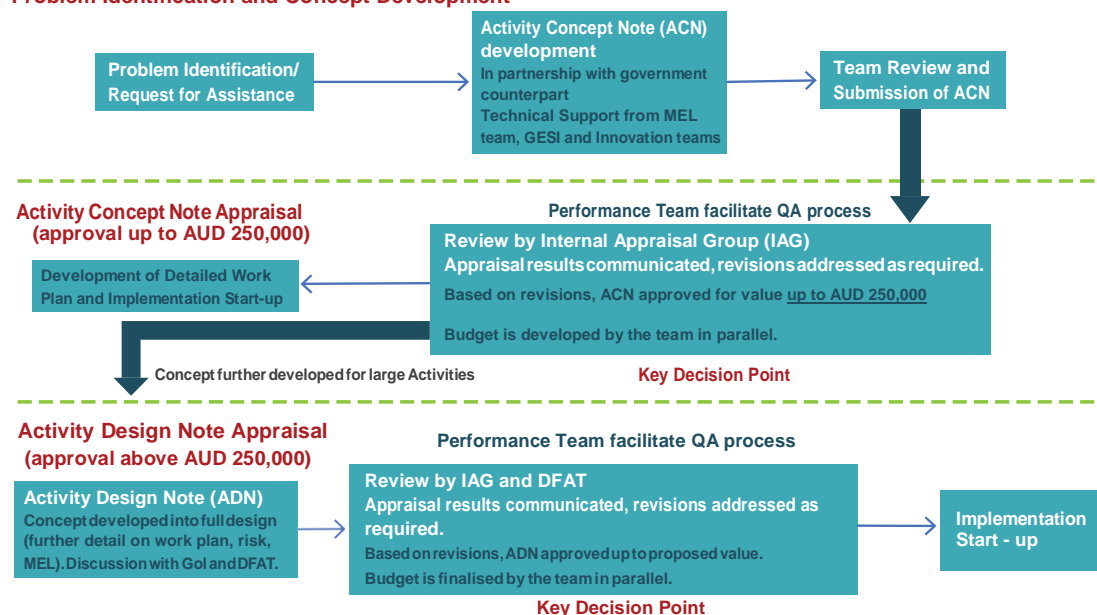 Problem Identification and Concept Development
Problem Identification/
Request for Assistance
Activity Concept Note (ACN)
development
In partnership with government
counterpart
Technical Support from MEL
team, GESI and Innovation teams
Team Review and
Submission of ACN
Activity Concept Note Appraisal
(approval up to AUD 250,000)
Performance Team facilitate QA process
Review by Internal Appraisal Group (IAG)
Appraisal results communicated, revisions addressed as required.
Based on revisions, ACN approved for value up to AUD 250,000
Budget is developed by the team in parallel.
Development of Detailed Work
Plan and Implementation Start-up
Concept further developed for large Activities
Key Decision Point
Activity Design Note Appraisal
(approval above AUD 250,000)
Performance Team facilitate QA process
Activity Design Note (ADN)
Concept developed into full design
(further detail on work plan, risk,
MEL). Discussion with GoI and DFAT.
Review by IAG and DFAT
Appraisal results communicated, revisions addressed as
required.
Based on revisions, ADN approved up to proposed value.
Budget is finalised by the team in parallel.
Implementation
Start - up
Key Decision Point